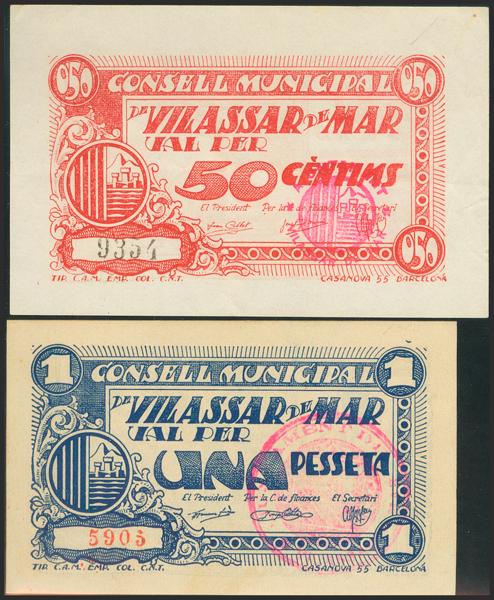 0'50 CONSELL MUNICIPAL 0'50
DE VILASSAR DE MAR
VAL PER
50 CÈNTIMS
El President Per la C. de finances El Secretari
9354
0'50
TIP. C.A.M. EMP. COL. C.N.T. CASANOVA 55 BARCELONA
1 CONSELL MUNICIPAL 1
DE VILASSAR DE MAR
VAL PER
UNA PESSETA
El President Per la C. de finances El Secretari
5903
1
TIP. C.A.M. EMP. COL. C.N.T. CASANOVA 55 BARCELONA